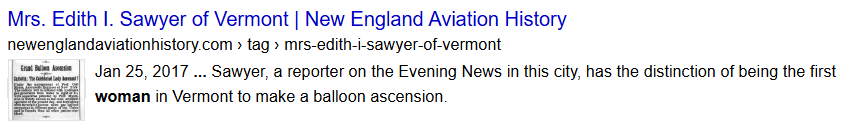 Mrs. Edith I. Sawyer of Vermont | New England Aviation History
newenglandaviationhistory.com › tag › mrs-edith-i-sawyer-of-vermont
Grand Balloon Ascension
Jan 25, 2017 ... Sawyer, a reporter on the Evening News in this city, has the distinction of being the first
woman in Vermont to make a balloon ascension.